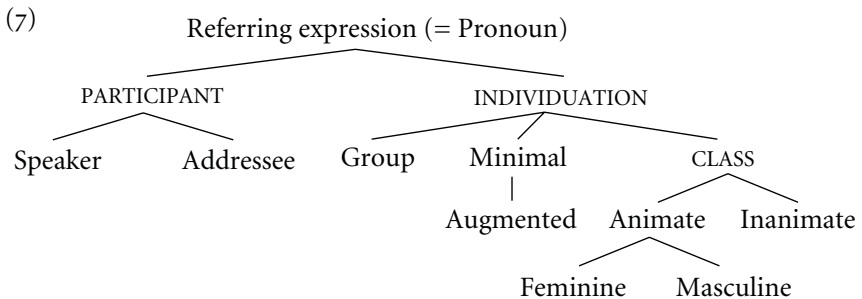 (7)
Referring expression (= Pronoun)
PARTICIPANT INDIVIDUATION
Speaker Addressee Group Minimal CLASS
Augmented Animate Inanimate
Feminine Masculine